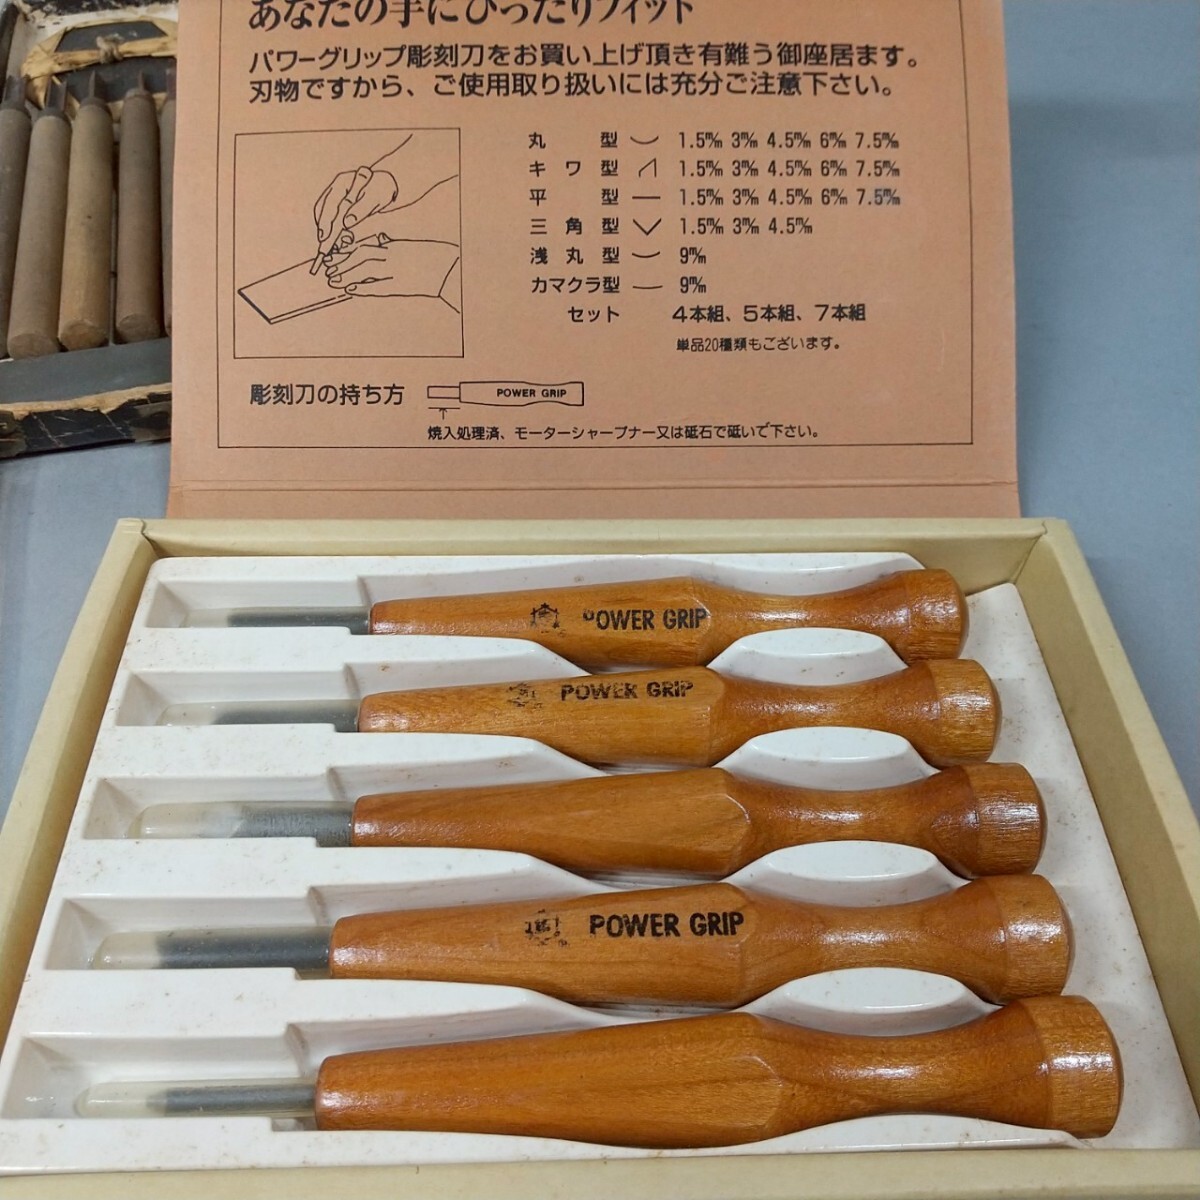 あなたの手にぴったりフィット
パワーグリップ彫刻刀をお買い上げ頂き有難う御座居ます。
刃物ですから、ご使用取り扱いには充分ご注意下さい。
丸型 1.5㎜ 3㎜ 4.5㎜ 6㎜ 7.5㎜
キワ型 1.5㎜ 3㎜ 4.5㎜ 6㎜ 7.5㎜
平型 1.5㎜ 3㎜ 4.5㎜ 6㎜ 7.5㎜
三角型 1.5㎜ 3㎜ 4.5㎜
浅丸型 9㎜
カマクラ型 9㎜
セット 4本組、5本組、7本組
単品20種類もございます。
彫刻刀の持ち方
POWER GRIP
焼入処理済、モーターシャープナー又は砥石で砥いで下さい。
POWER GRIP
POWER GRIP
POWER GRIP